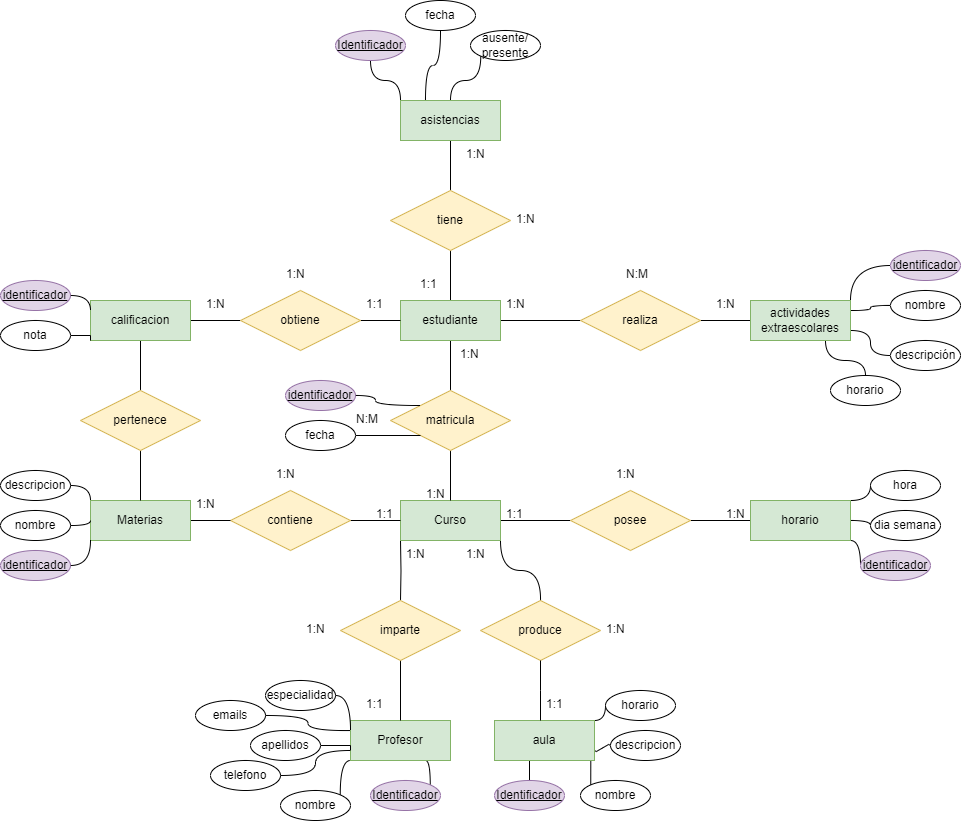 fecha
Identificador
ausente/
presente
asistencias
1:N
tiene
1:N
1:1
identificador
nota
calificacion
1:N
1:N
obtiene
1:1
estudiante
1:N
N:M
realiza
1:N
actividades
extraescolares
identificador
nombre
descripción
horario
1:N
identificador
N:M
fecha
matricula
pertenece
1:N
descripcion
nombre
identificador
Materias
1:N
1:N
contiene
1:1
Curso
1:1
1:N
posee
1:N
horario
hora
dia semana
identificador
1:N
1:N
1:N
imparte
produce
1:N
1:1
1:1
especialidad
emails
apellidos
telefono
nombre
Profesor
Identificador
aula
horario
descripcion
nombre
Identificador